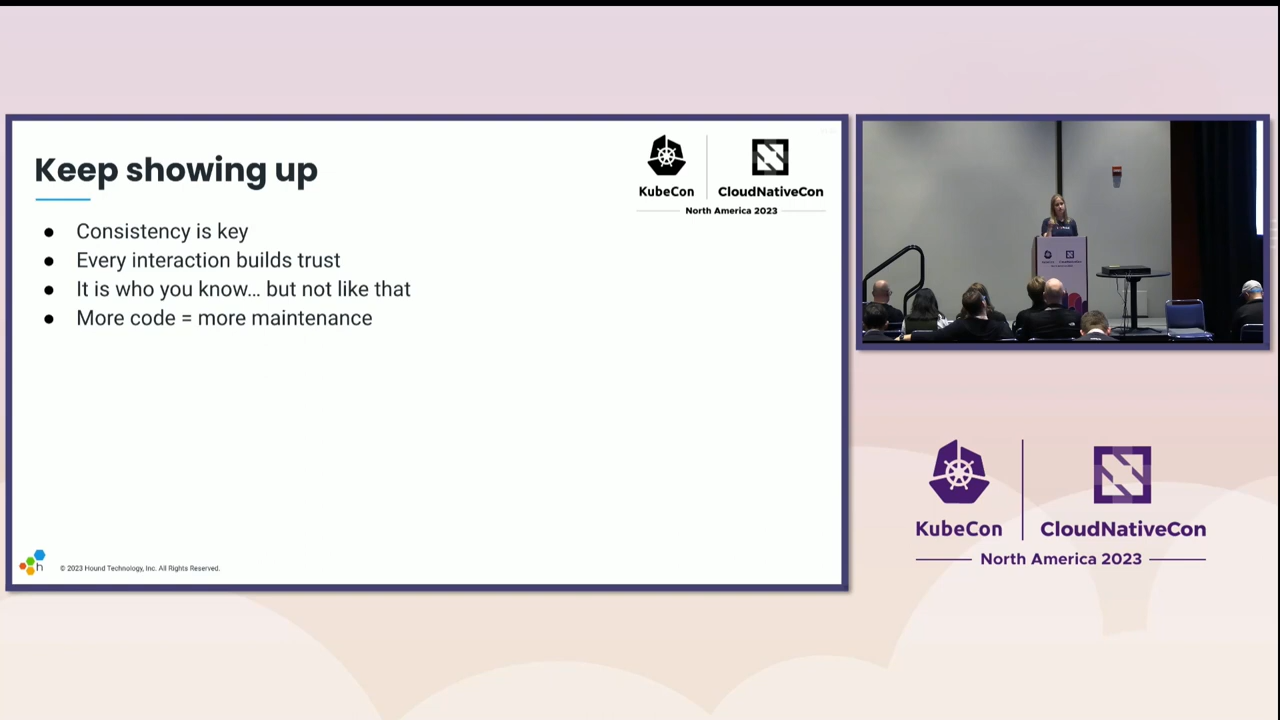 Keep showing up
KubeCon
CloudNativeCon
North America 2023
● Consistency is key
● Every interaction builds trust
● It is who you know... but not like that
● More code = more maintenance
h
© 2023 Hound Technology, Inc. All Rights Reserved.
KubeCon
CloudNativeCon
North America 2023